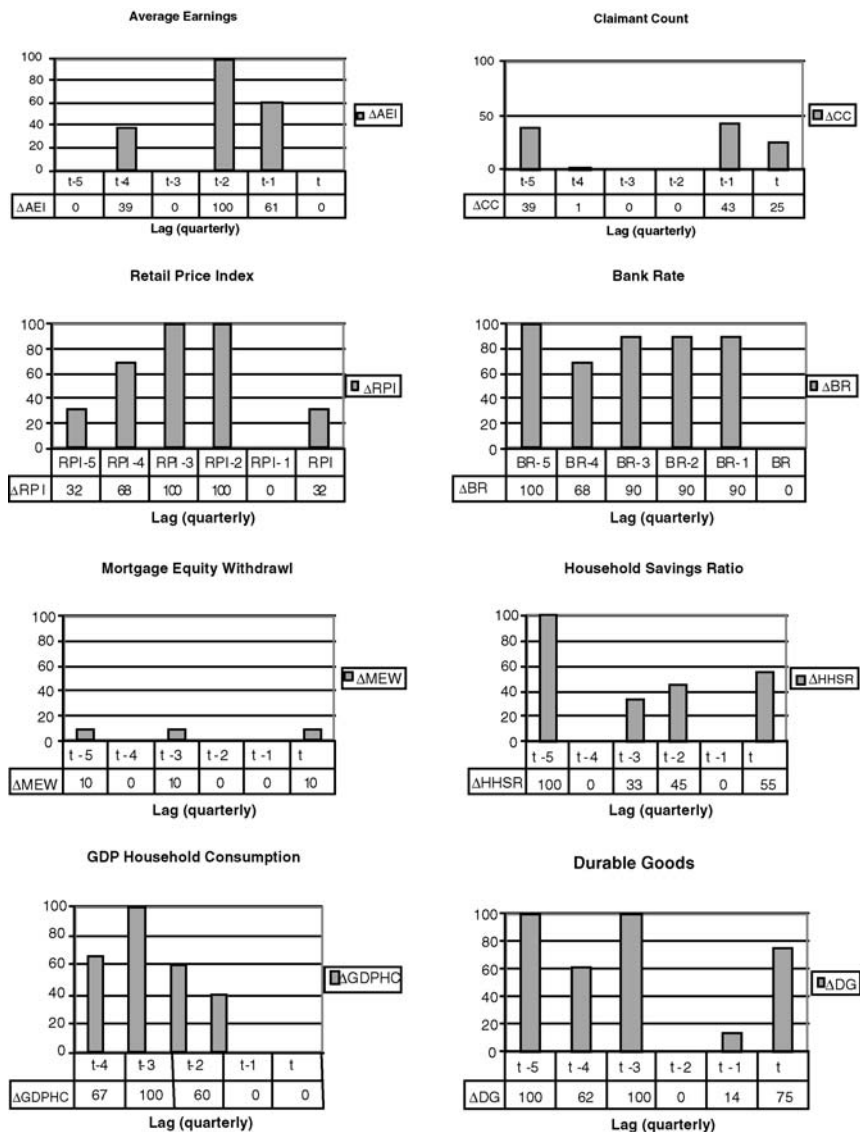 Average Earnings
100
80
60
40
20
0
ΔAEI
t-5 t-4 t-3 t-2 t-1 t
ΔAEI 0 39 0 100 61 0
Lag (quarterly)
Claimant Count
100
50
0
ΔCC
t-5 t-4 t-3 t-2 t-1 t
ΔCC 39 1 0 0 43 25
Lag (quarterly)
Retail Price Index
100
80
60
40
20
0
ΔRPI
RPI-5 RPI-4 RPI-3 RPI-2 RPI-1 RPI
ΔRPI 32 68 100 100 0 32
Lag (quarterly)
Bank Rate
100
80
60
40
20
0
ΔBR
BR-5 BR-4 BR-3 BR-2 BR-1 BR
ΔBR 100 68 90 90 90 0
Lag (quarterly)
Mortgage Equity Withdrawl
100
80
60
40
20
0
ΔMEW
t-5 t-4 t-3 t-2 t-1 t
ΔMEW 10 0 10 0 0 10
Lag (quarterly)
Household Savings Ratio
100
80
60
40
20
0
ΔHHSR
t-5 t-4 t-3 t-2 t-1 t
ΔHHSR 100 0 33 45 0 55
Lag (quarterly)
GDP Household Consumption
100
80
60
40
20
0
ΔGDPHC
t-4 t-3 t-2 t-1 t
ΔGDPHC 67 100 60 0 0
Lag (quarterly)
Durable Goods
100
80
60
40
20
0
ΔDG
t-5 t-4 t-3 t-2 t-1 t
ΔDG 100 62 100 0 14 75
Lag (quarterly)